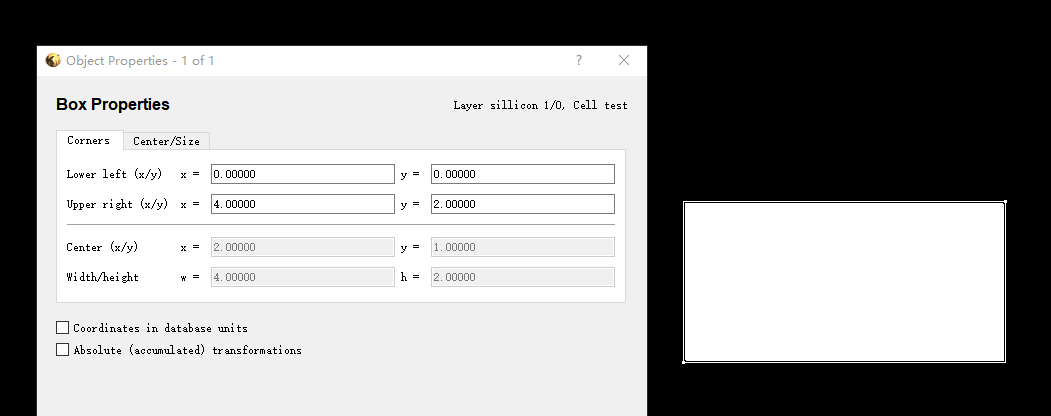 Object Properties - 1 of 1 ?
Box Properties Layer sillicon 1/0, Cell test
Corners Center/Size
Lower left (x/y) x = 0.00000 y = 0.00000
Upper right (x/y) x = 4.00000 y = 2.00000
Center (x/y) x = 2.00000 y = 1.00000
Width/height w = 4.00000 h = 2.00000
Coordinates in database units
Absolute (accumulated) transformations